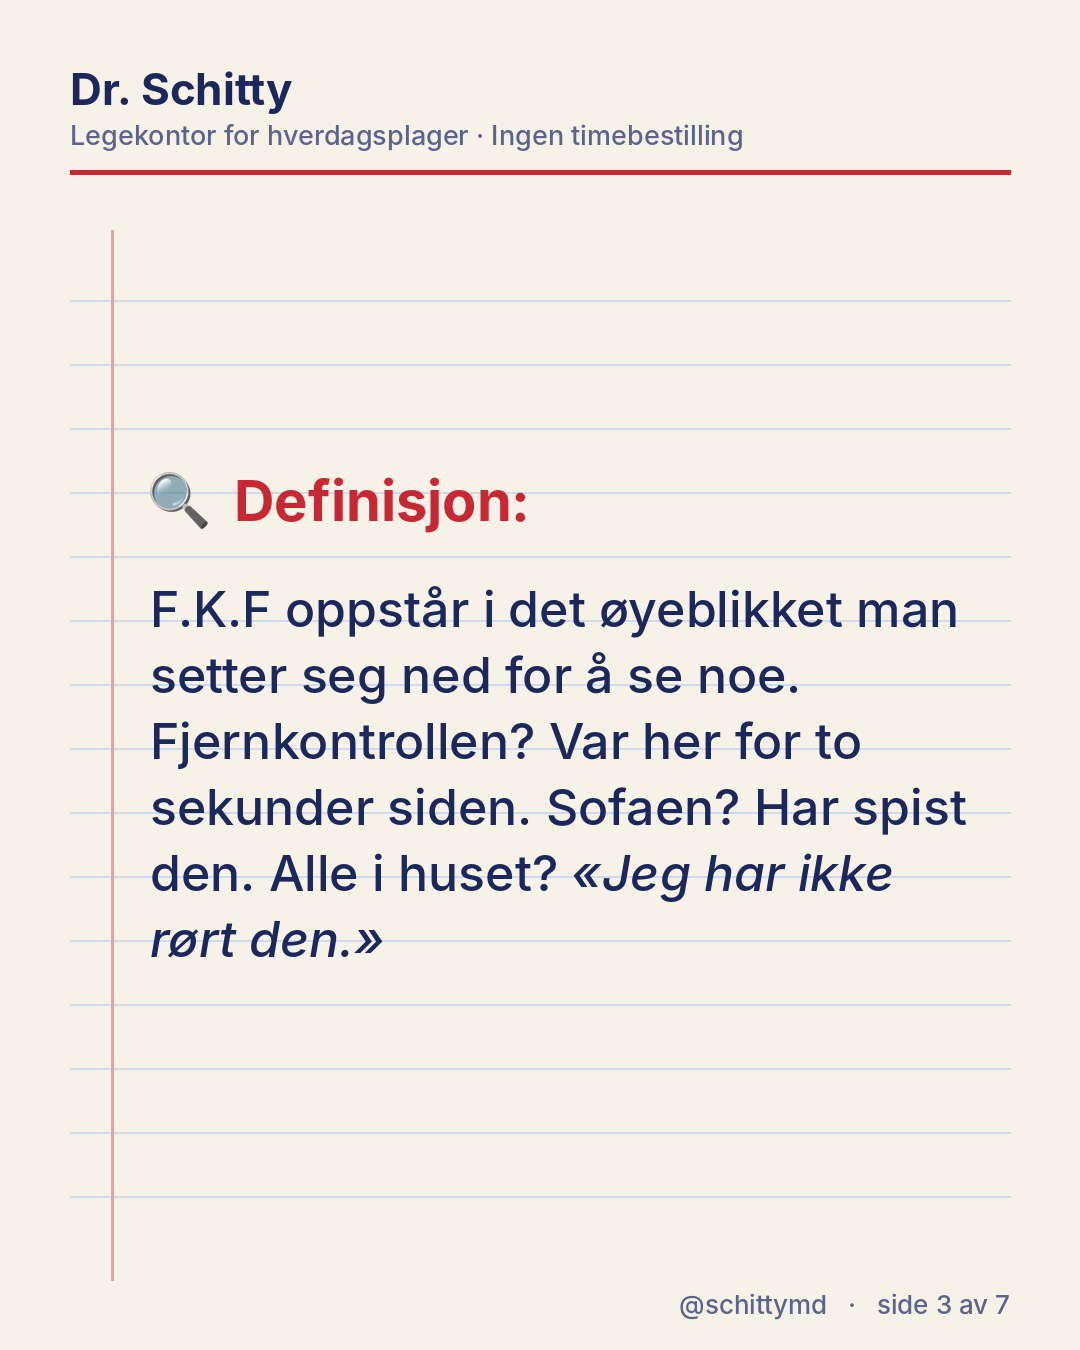 Dr. Schitty
Legekontor for hverdagsplager · Ingen timebestilling
🔍 Definisjon:
F.K.F oppstår i det øyeblikket man
setter seg ned for å se noe.
Fjernkontrollen? Var her for to
sekunder siden. Sofaen? Har spist
den. Alle i huset? «Jeg har ikke
rørt den.»
@schittymd · side 3 av 7